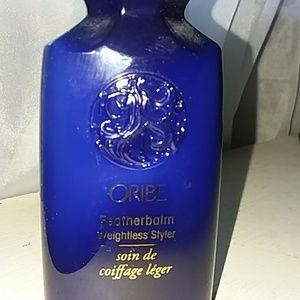 ORIBE
Featherbalm
Weightless Styler
soin de
coiffage léger